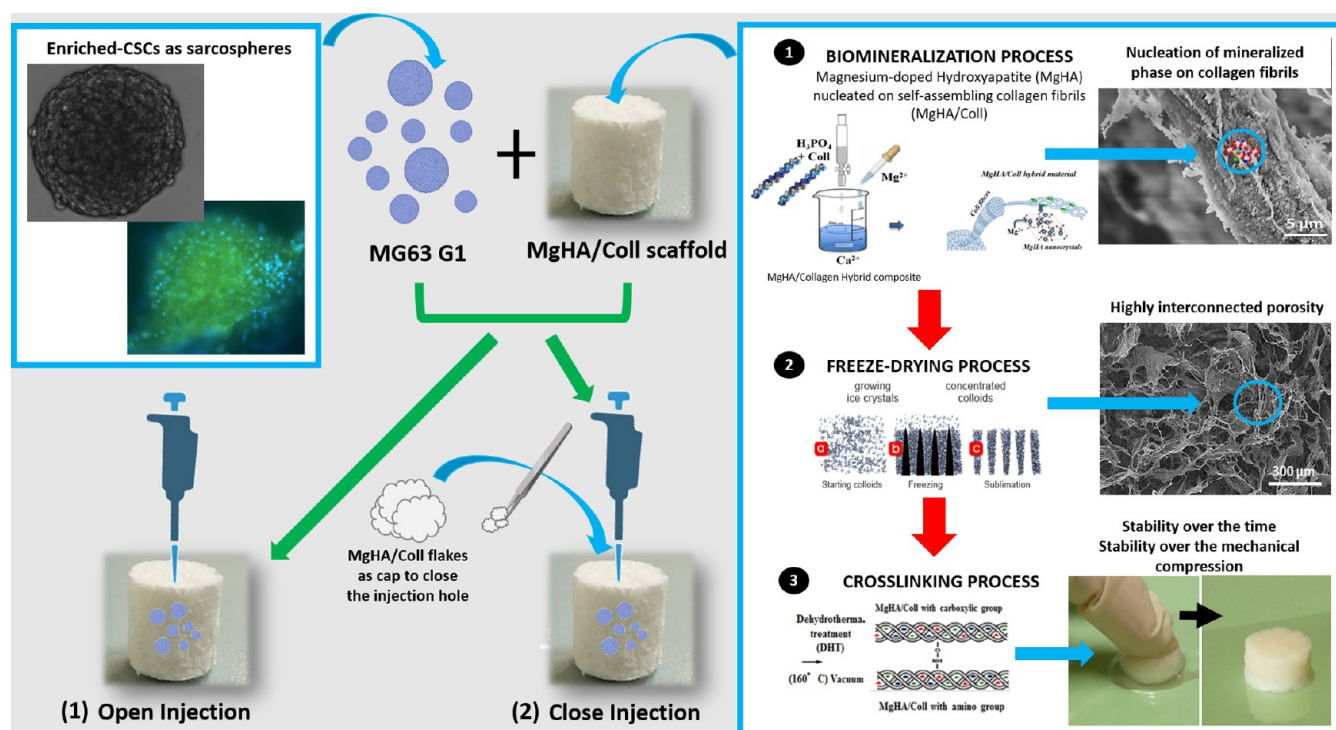 Enriched-CSCs as sarcospheres
MG63 G1
MgHA/Coll scaffold
MgHA/Coll flakes
as cap to close
the injection hole
(1) Open Injection
(2) Close Injection
1
BIOMINERALIZATION PROCESS
Magnesium-doped Hydroxyapatite (MgHA)
nucleated on self-assembling collagen fibrils
(MgHA/Coll)
H₃PO₄
+ Coll
Mg²⁺
Ca²⁺
MgHA/Collagen Hybrid composite
MgHA/Coll hybrid material
Coll fibers
Mg²⁺
MgHA nanocrystals
Nucleation of mineralized
phase on collagen fibrils
5 µm
2
FREEZE-DRYING PROCESS
growing
ice crystals
concentrated
colloids
a
b
c
Starting colloids
Freezing
Sublimation
Highly interconnected porosity
300 µm
3
CROSSLINKING PROCESS
Dehydrotherma.
treatment
(DHT)
(160° C) Vacuum
MgHA/Coll with carboxylic group
NH
MgHA/Coll with amino group
Stability over the time
Stability over the mechanical
compression